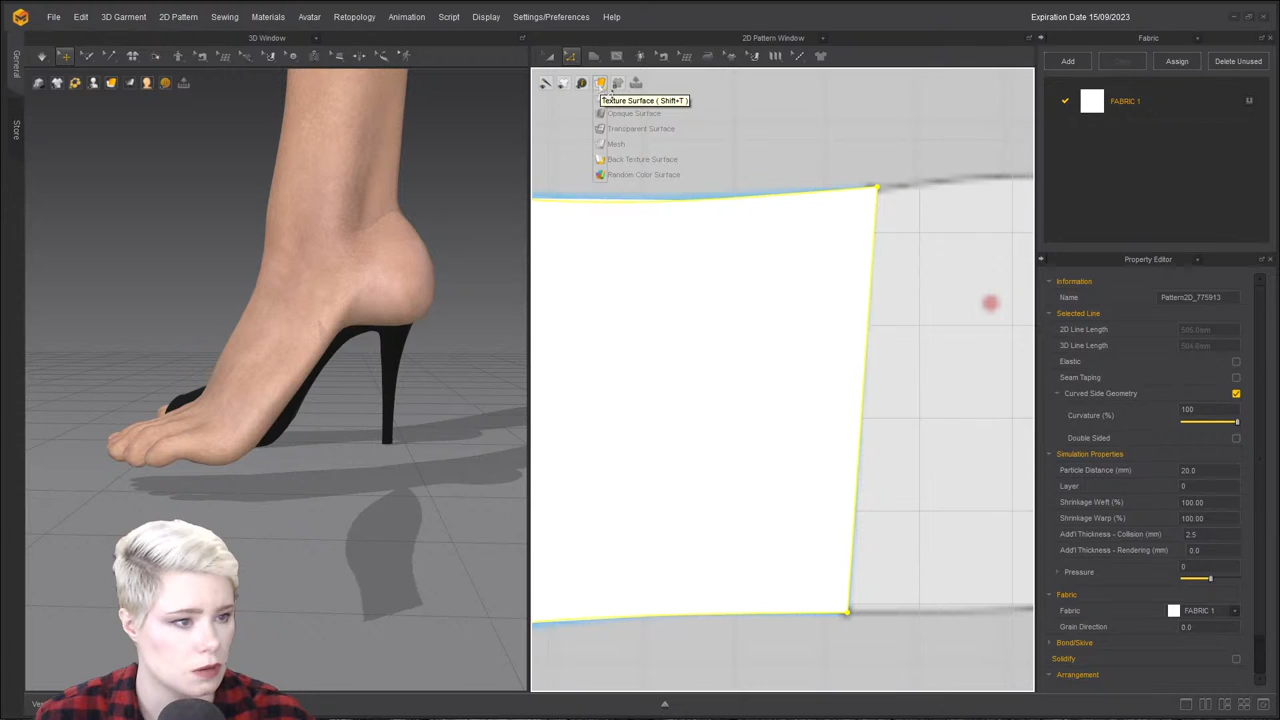 File Edit 3D Garment 2D Pattern Sewing Materials Avatar Retopology Animation Script Display Settings/Preferences Help
Expiration Date 15/09/2023
3D Window
2D Pattern Window
Fabric
General
Store
Add
Assign
Delete Unused
FABRIC 1
Texture Surface ( Shift+T )
Opaque Surface
Transparent Surface
Mesh
Back Texture Surface
Random Color Surface
Property Editor
Information
Name Pattern2D_775913
Selected Line
2D Line Length 505.0mm
3D Line Length
Elastic
Seam Taping
Curved Side Geometry
Curvature (%) 100
Double Sided
Simulation Properties
Particle Distance (mm) 20.0
Layer 0
Shrinkage Weft (%) 100.00
Shrinkage Warp (%) 100.00
Add'l Thickness - Collision (mm) 2.5
Add'l Thickness - Rendering (mm) 0.0
Pressure 0
Fabric
Fabric FABRIC 1
Grain Direction 0.0
Bond/Skive
Solidify
Arrangement